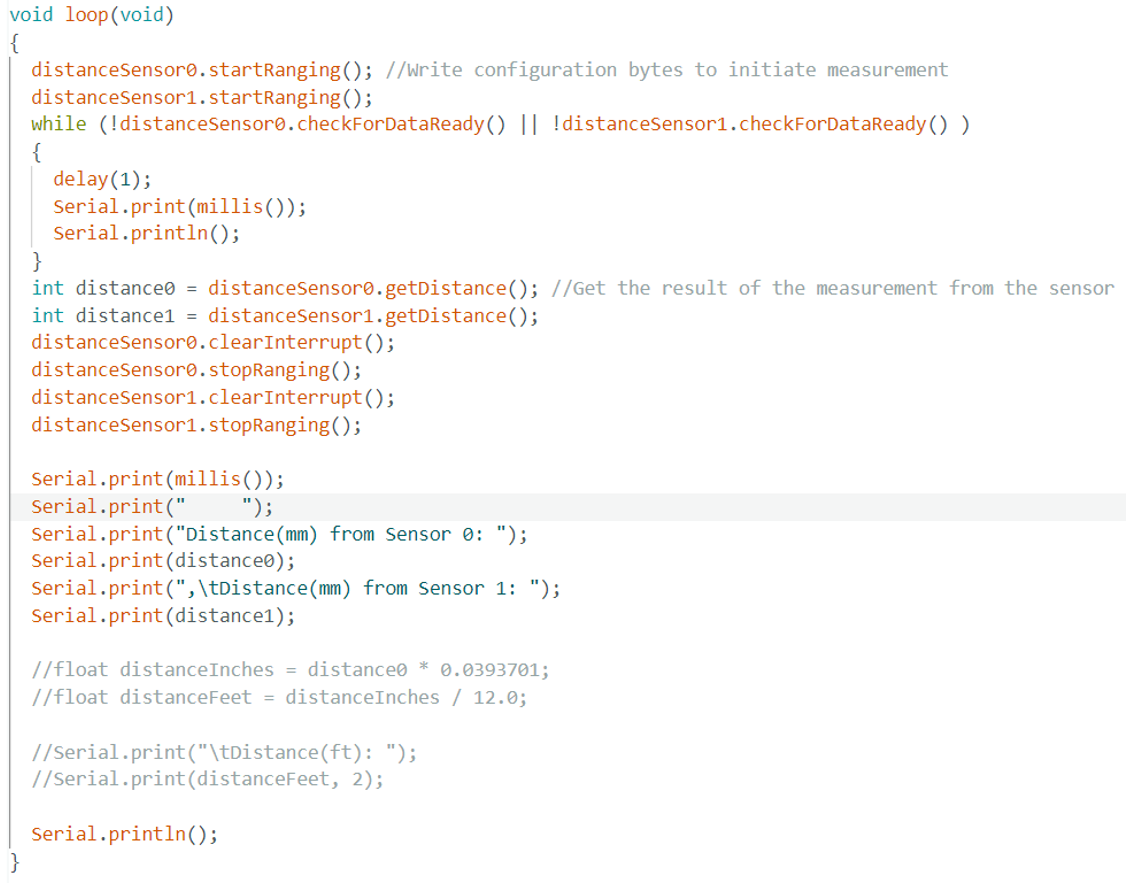 void loop(void)
{
  distanceSensor0.startRanging(); //Write configuration bytes to initiate measurement
  distanceSensor1.startRanging();
  while (!distanceSensor0.checkForDataReady() || !distanceSensor1.checkForDataReady() )
  {
    delay(1);
    Serial.print(millis());
    Serial.println();
  }
  int distance0 = distanceSensor0.getDistance(); //Get the result of the measurement from the sensor
  int distance1 = distanceSensor1.getDistance();
  distanceSensor0.clearInterrupt();
  distanceSensor0.stopRanging();
  distanceSensor1.clearInterrupt();
  distanceSensor1.stopRanging();

  Serial.print(millis());
  Serial.print("     ");
  Serial.print("Distance(mm) from Sensor 0: ");
  Serial.print(distance0);
  Serial.print(",\tDistance(mm) from Sensor 1: ");
  Serial.print(distance1);

  //float distanceInches = distance0 * 0.0393701;
  //float distanceFeet = distanceInches / 12.0;

  //Serial.print("\tDistance(ft): ");
  //Serial.print(distanceFeet, 2);

  Serial.println();
}